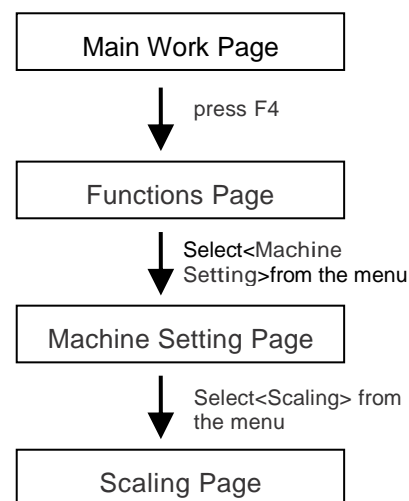 Main Work Page
press F4
Functions Page
Select<Machine
Setting>from the menu
Machine Setting Page
Select<Scaling> from
the menu
Scaling Page